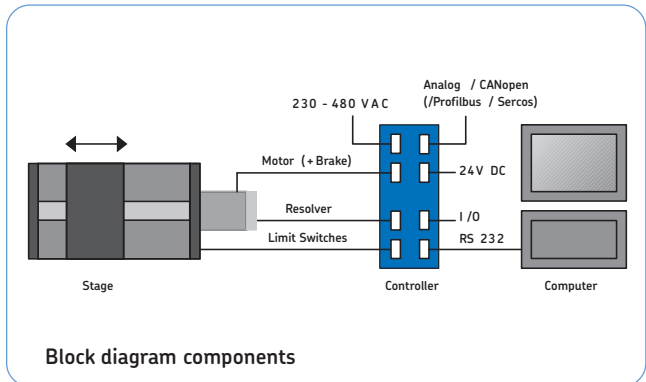 Analog / CANopen
(/Profilbus / Sercos)
230 - 480 VAC
Motor (+Brake)
24V DC
Resolver
I/O
Limit Switches
RS 232
Stage
Controller
Computer
Block diagram components